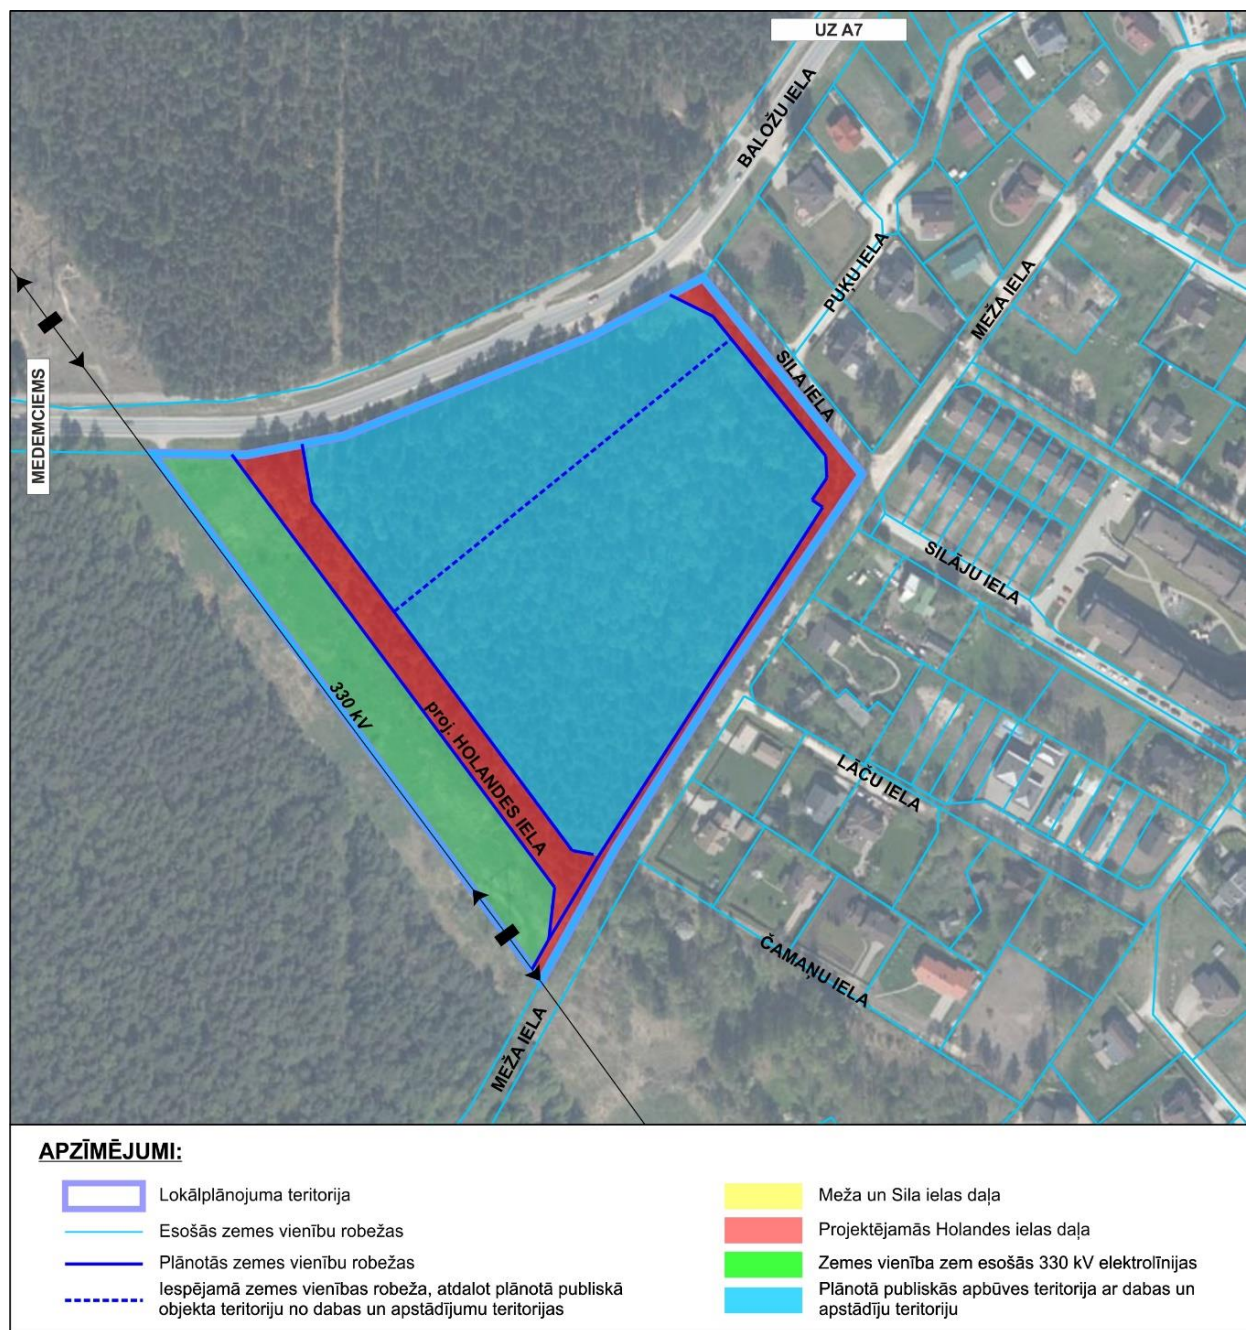 UZ A7
BALOŽU IELA
PUĶU IELA
MEŽA IELA
MEDEMCIEMS
SILA IELA
SILĀJU IELA
330 kV
proj. HOLANDES IELA
LĀČU IELA
ČAMAŅU IELA
MEŽA IELA
APZĪMĒJUMI:
Lokālplānojuma teritorija
Esošās zemes vienību robežas
Plānotās zemes vienību robežas
Iespējamā zemes vienības robeža, atdalot plānotā publiskā
objekta teritoriju no dabas un apstādījumu teritorijas
Meža un Sila ielas daļa
Projektējamās Holandes ielas daļa
Zemes vienība zem esošās 330 kV elektrolīnijas
Plānotā publiskās apbūves teritorija ar dabas un
apstādīju teritoriju